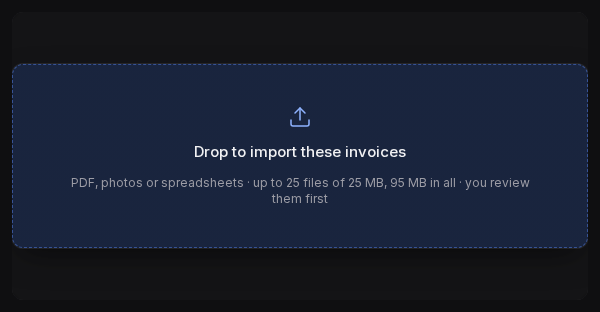 Drop to import these invoices
PDF, photos or spreadsheets · up to 25 files of 25 MB, 95 MB in all · you review
them first